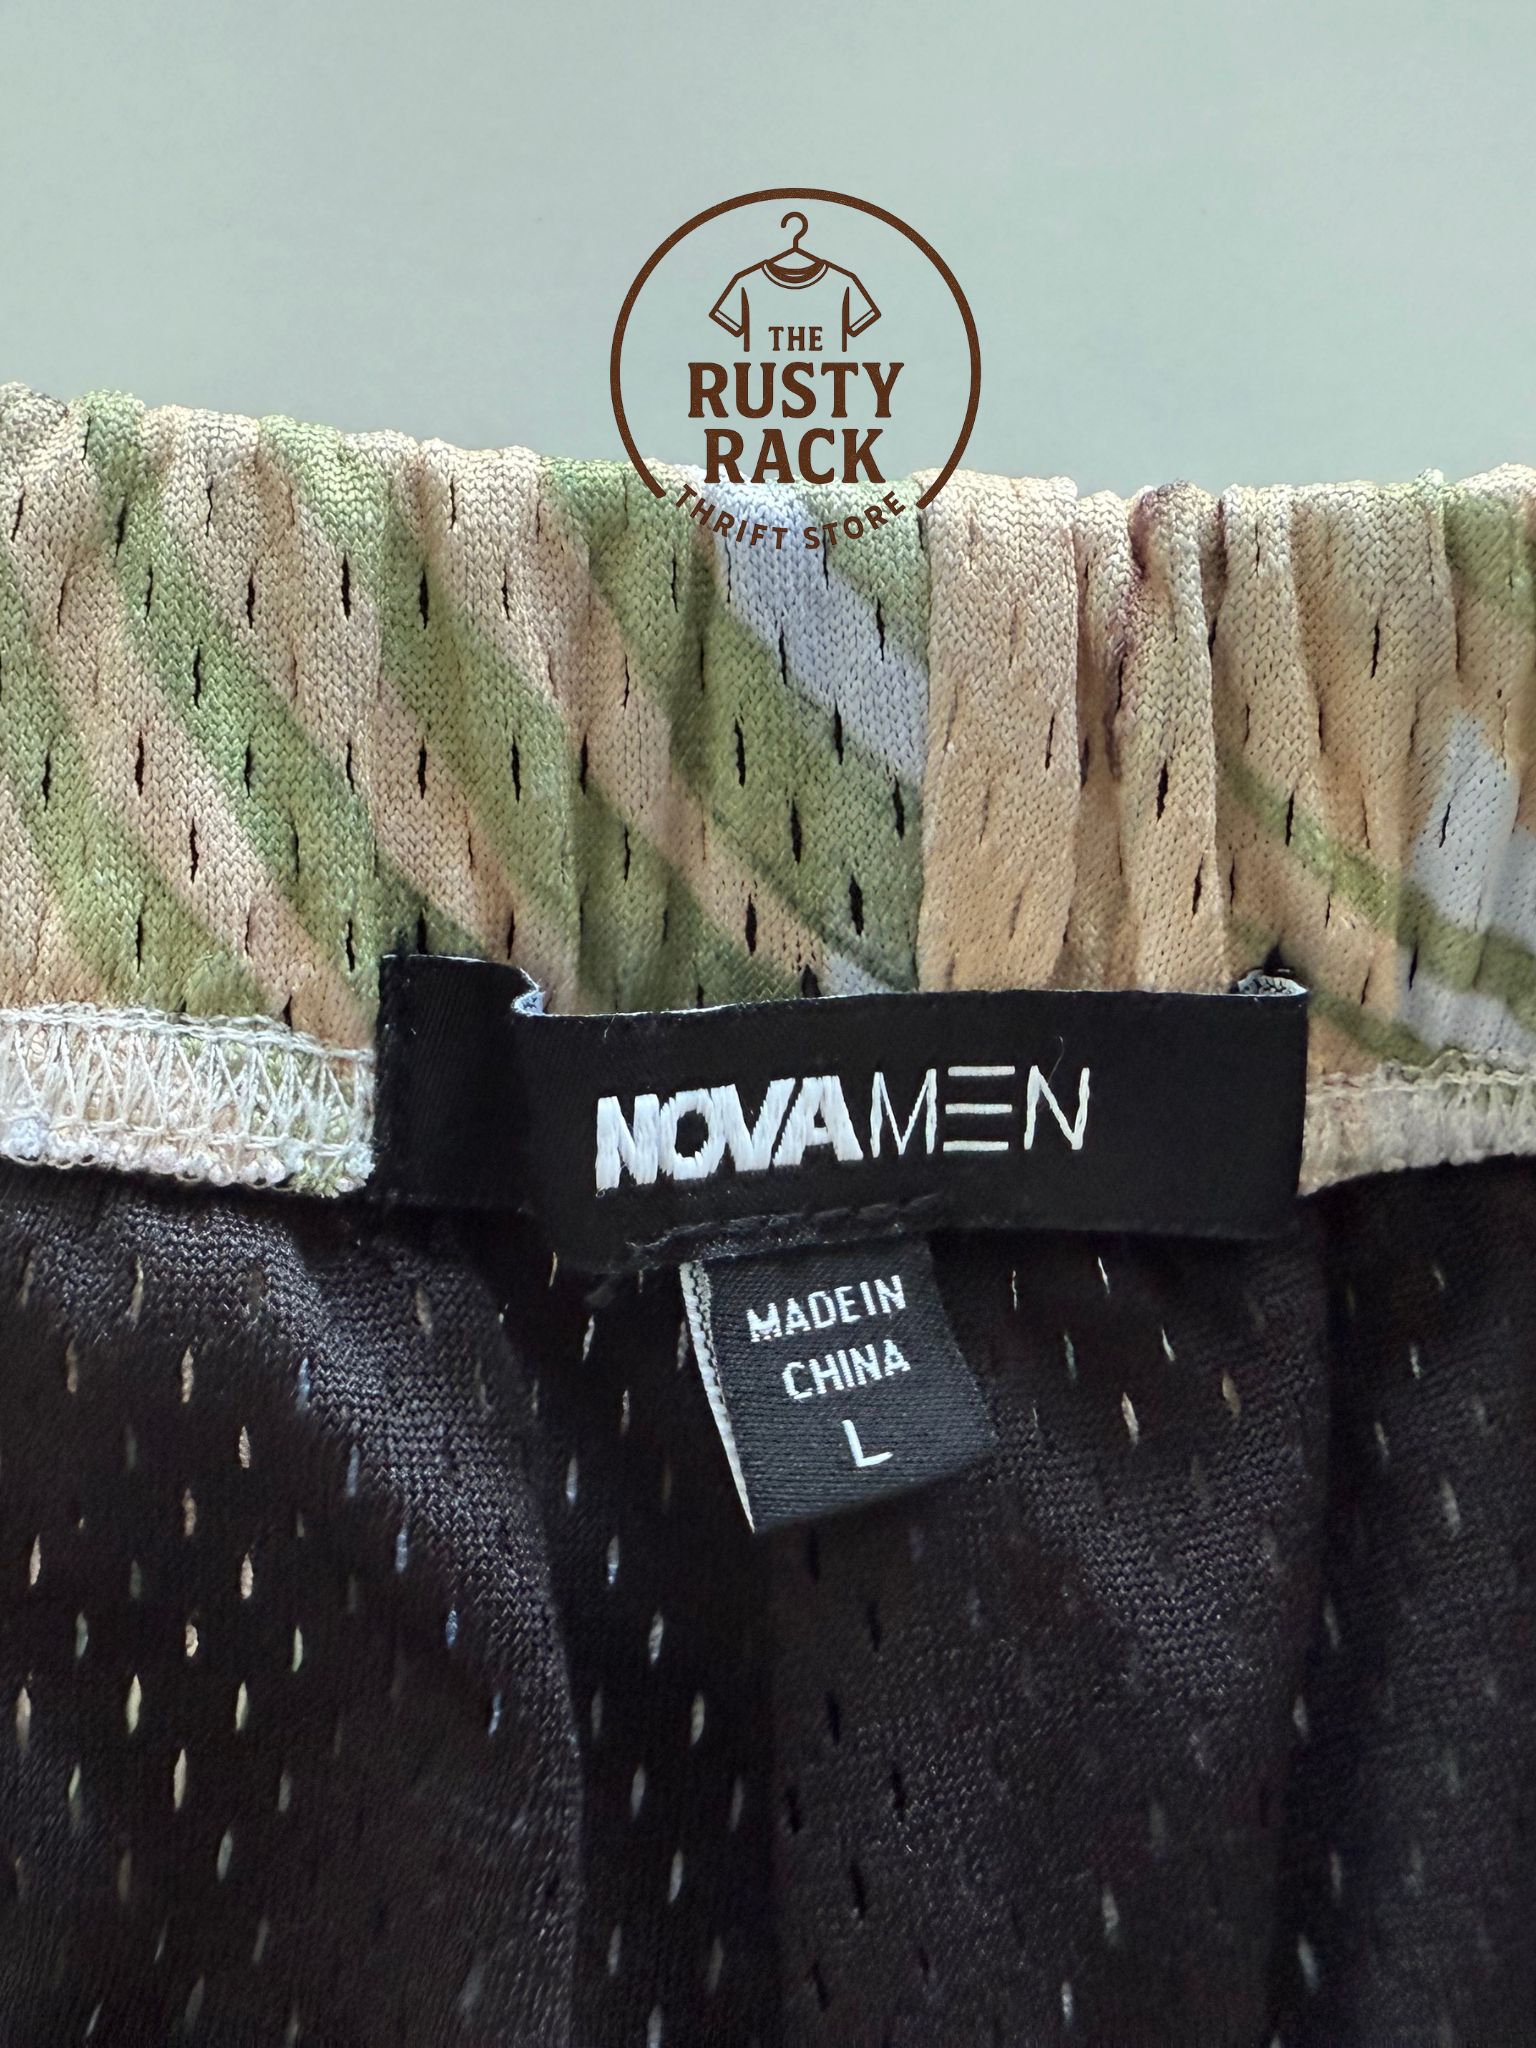 THE
RUSTY
RACK
THRIFT STORE
NOVAMEN
MADE IN
CHINA
L